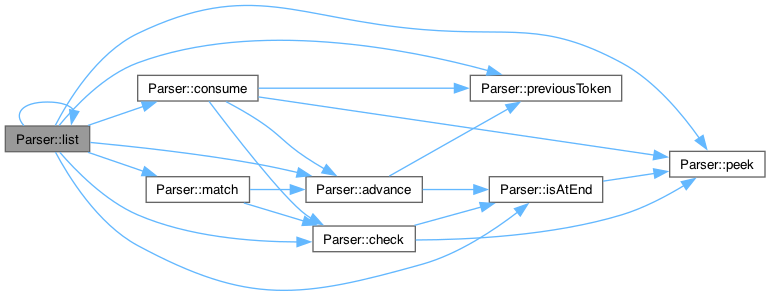 Parser::list
Parser::consume
Parser::match
Parser::advance
Parser::check
Parser::previousToken
Parser::isAtEnd
Parser::peek